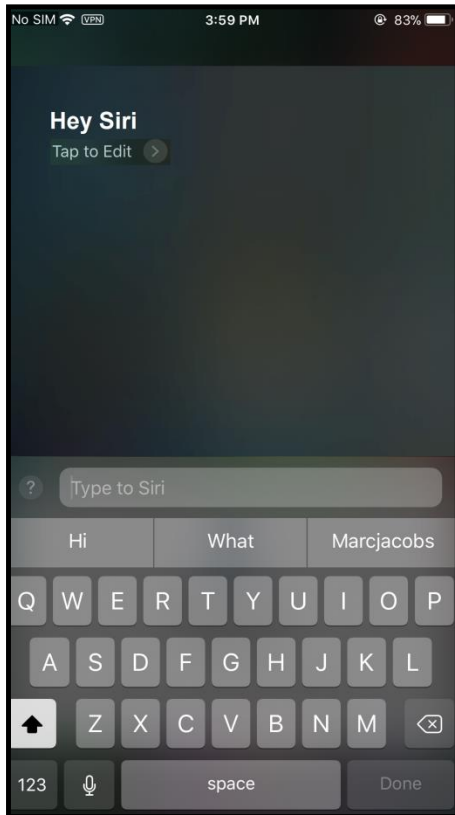 No SIM VPN 3:59 PM 83%
Hey Siri
Tap to Edit >
? Type to Siri
Hi What Marcjacobs
Q W E R T Y U I O P
A S D F G H J K L
Z X C V B N M
123 space Done